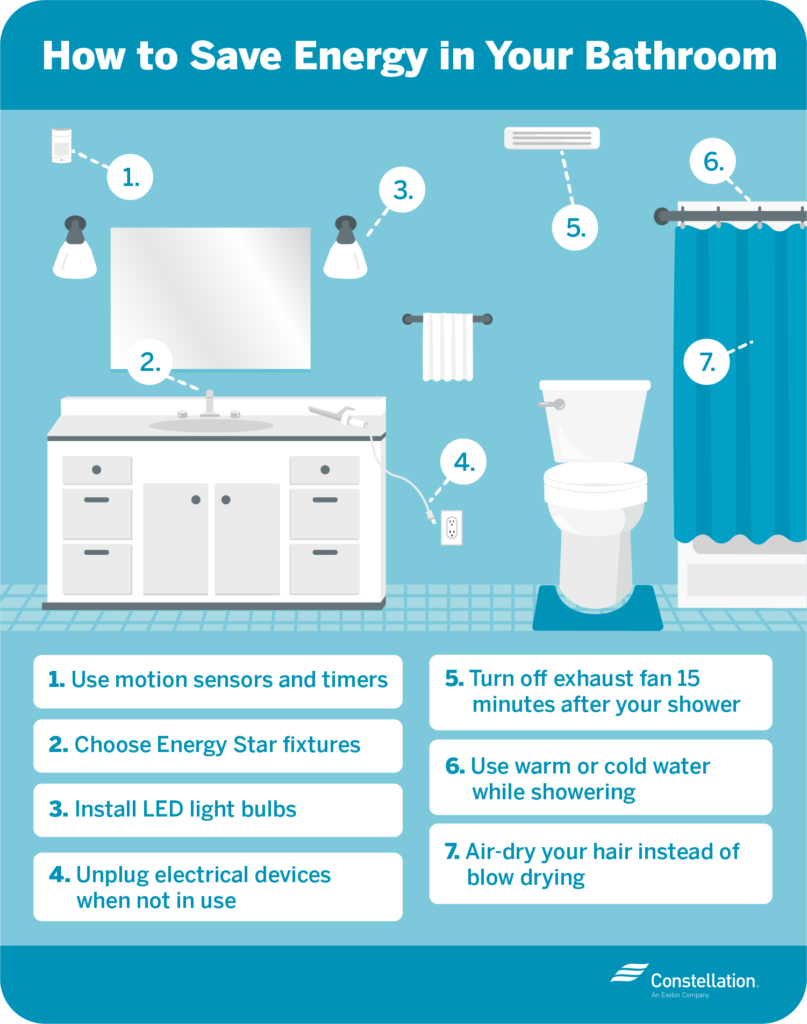 How to Save Energy in Your Bathroom
1.
3.
6.
5.
2.
7.
4.
1. Use motion sensors and timers
2. Choose Energy Star fixtures
3. Install LED light bulbs
4. Unplug electrical devices
when not in use
5. Turn off exhaust fan 15
minutes after your shower
6. Use warm or cold water
while showering
7. Air-dry your hair instead of
blow drying
Constellation.
An Exelon Company